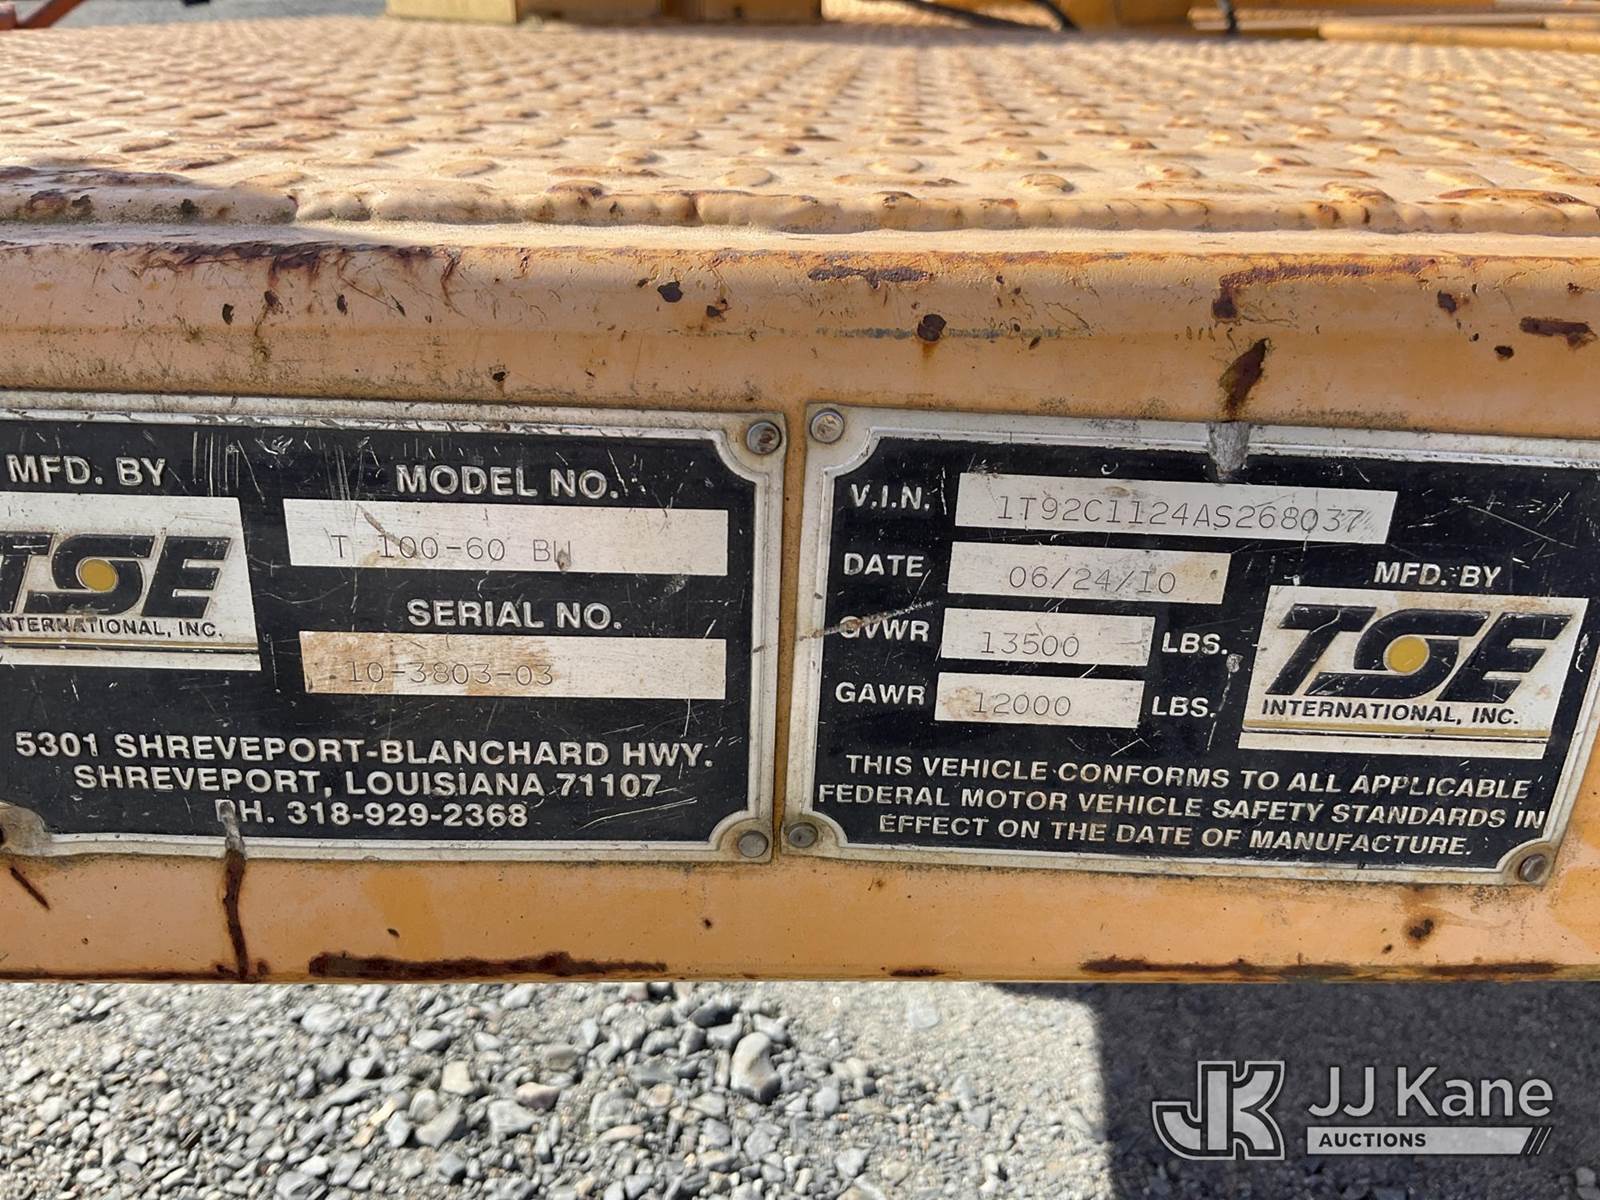 MFD. BY
TSE
INTERNATIONAL, INC.
MODEL NO.
T-100-60 BW
SERIAL NO.
10-3803-03
5301 SHREVEPORT-BLANCHARD HWY.
SHREVEPORT, LOUISIANA 71107
PH. 318-929-2368
V.I.N. 1T92C1124AS268037
DATE 06/24/10
GVWR 13500 LBS.
GAWR 12000 LBS.
MFD. BY
TSE
INTERNATIONAL, INC.
THIS VEHICLE CONFORMS TO ALL APPLICABLE
FEDERAL MOTOR VEHICLE SAFETY STANDARDS IN
EFFECT ON THE DATE OF MANUFACTURE.
JK JJ Kane
AUCTIONS